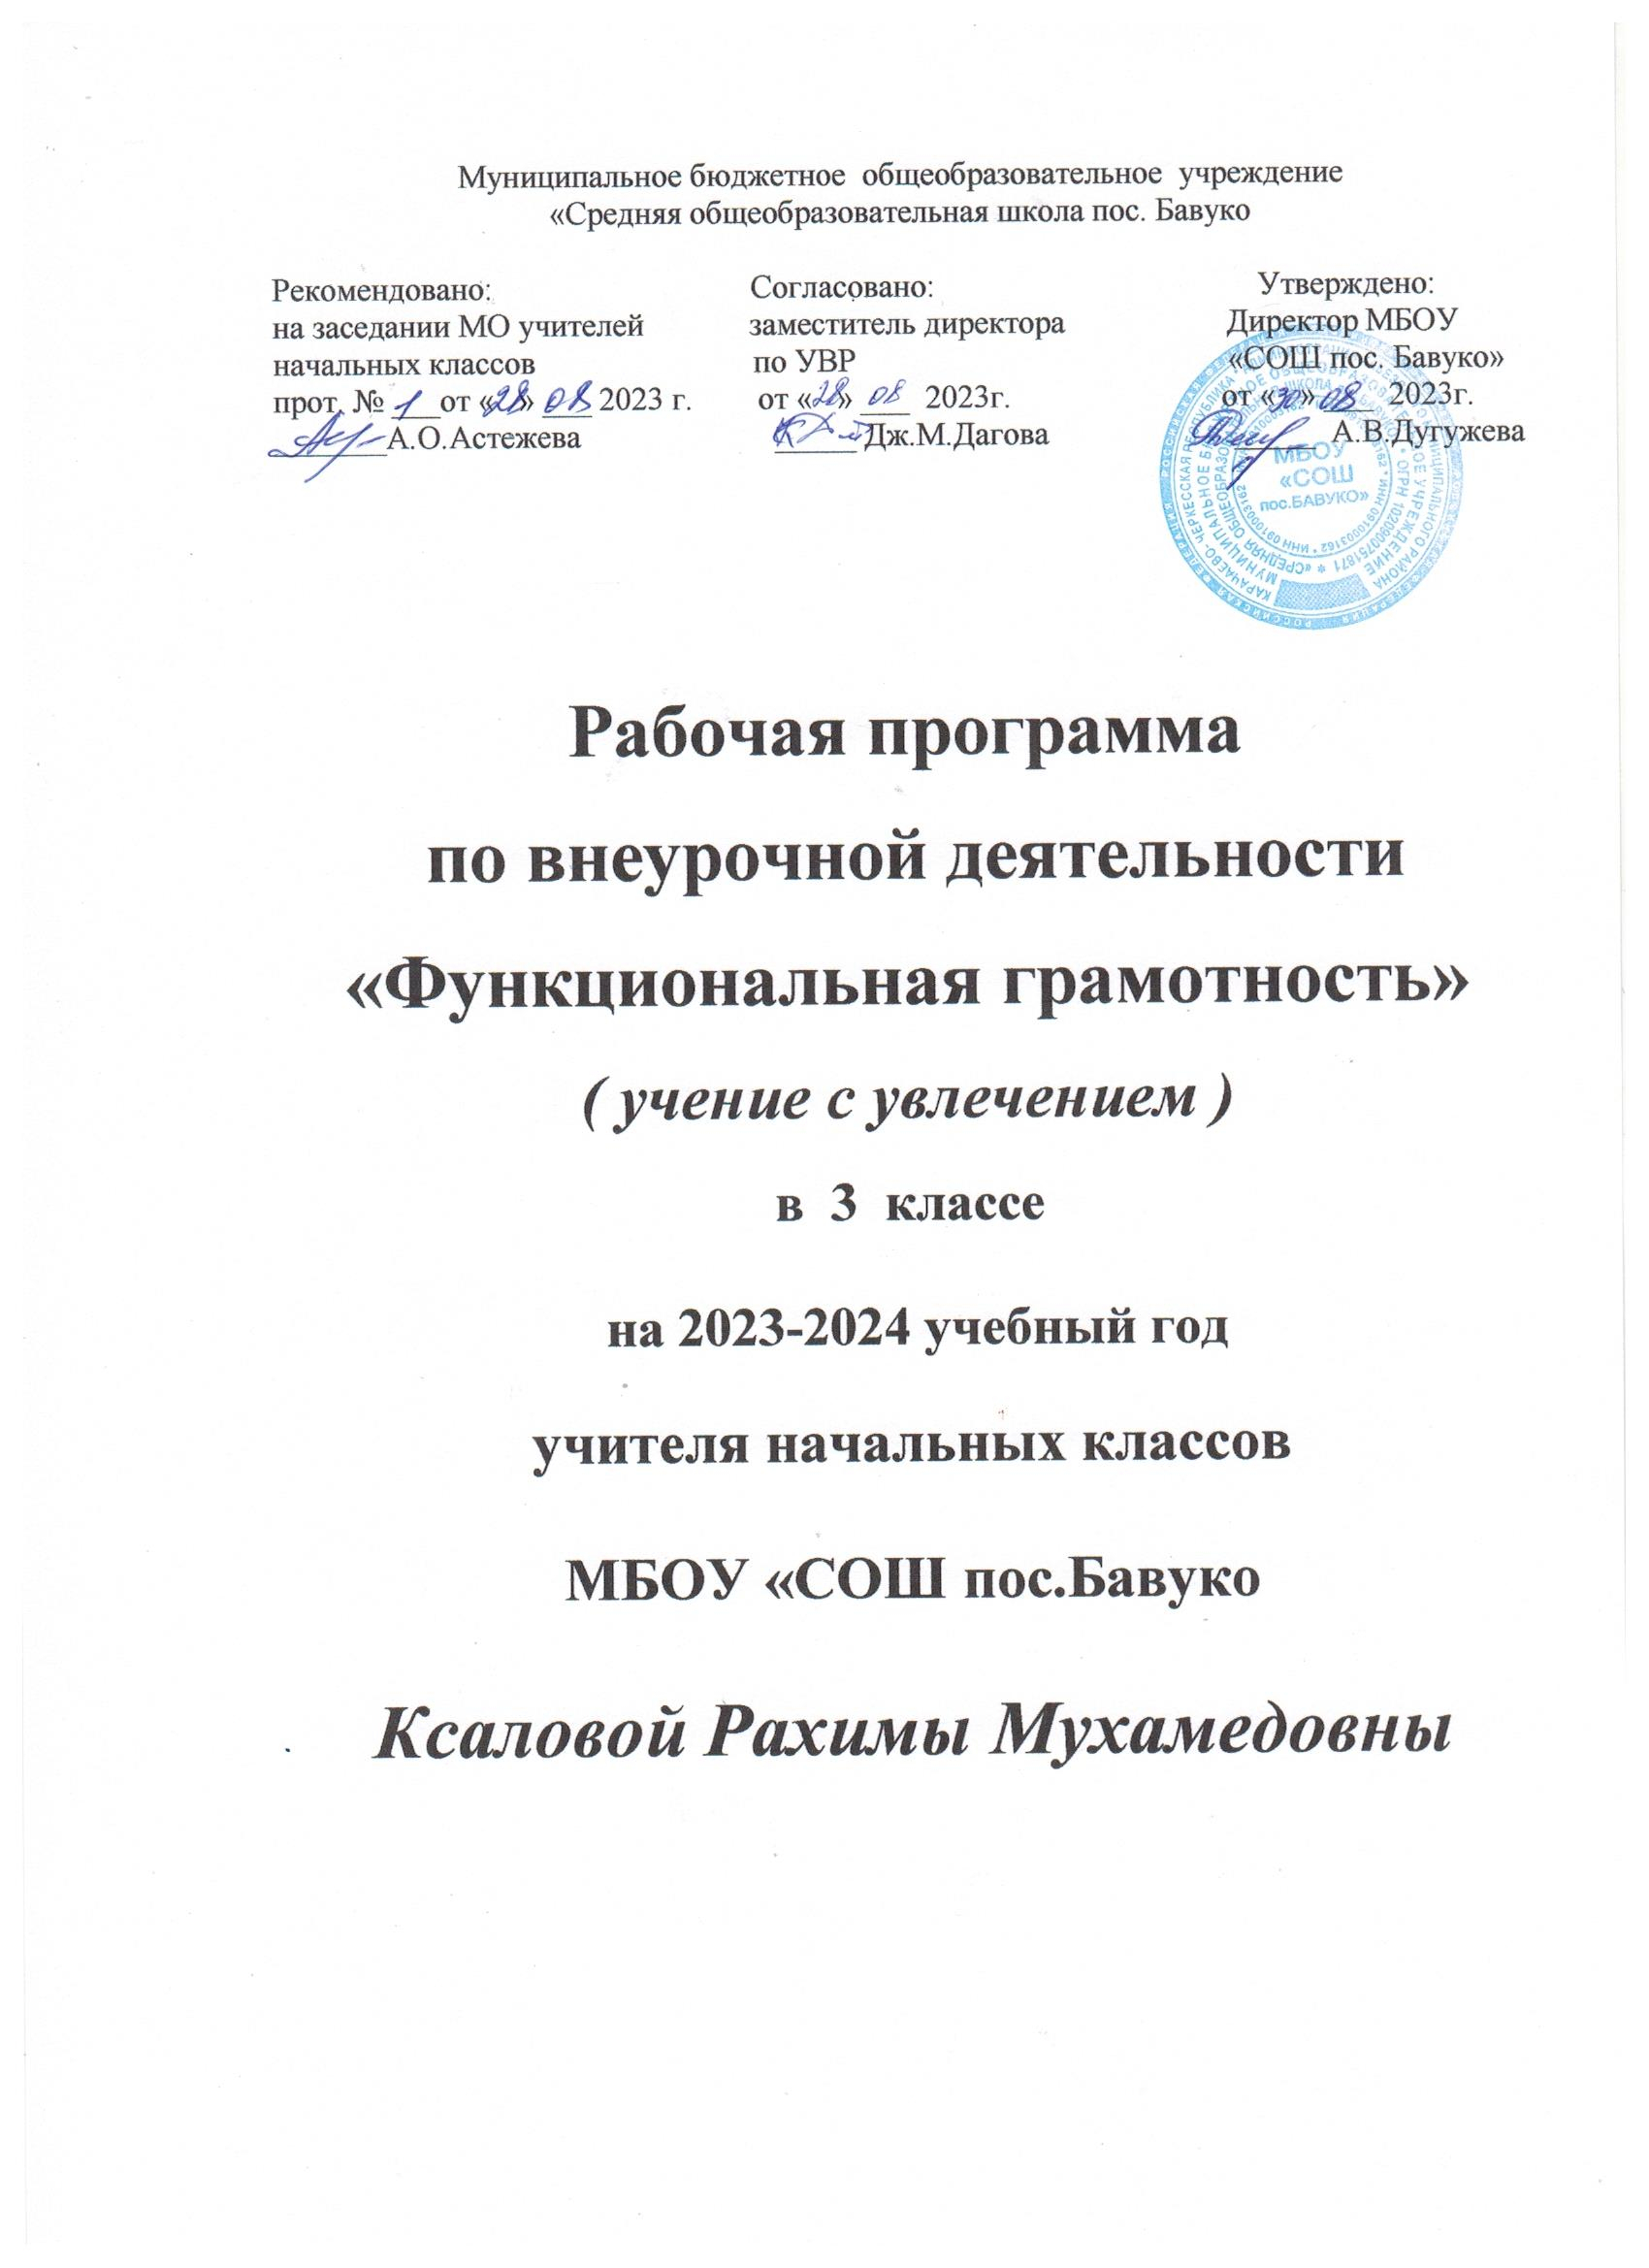 Муниципальное бюджетное общеобразовательное учреждение
«Средняя общеобразовательная школа пос. Бавуко
Рекомендовано:
на заседании МО учителей
начальных классов
прот. № 1 от «28» 08 2023 г.
А.О.Астежева
Согласовано:
заместитель директора
по УВР
от «28» 08 2023г.
Дж.М.Дагова
Утверждено:
Директор МБОУ
«СОШ пос. Бавуко»
от «30» 08 2023г.
А.В.Дугужева
МБОУ
«СОШ
пос.БАВУКО»
Рабочая программа
по внеурочной деятельности
«Функциональная грамотность»
( учение с увлечением )
в 3 классе
на 2023-2024 учебный год
учителя начальных классов
МБОУ «СОШ пос.Бавуко
Ксаловой Рахимы Мухамедовны